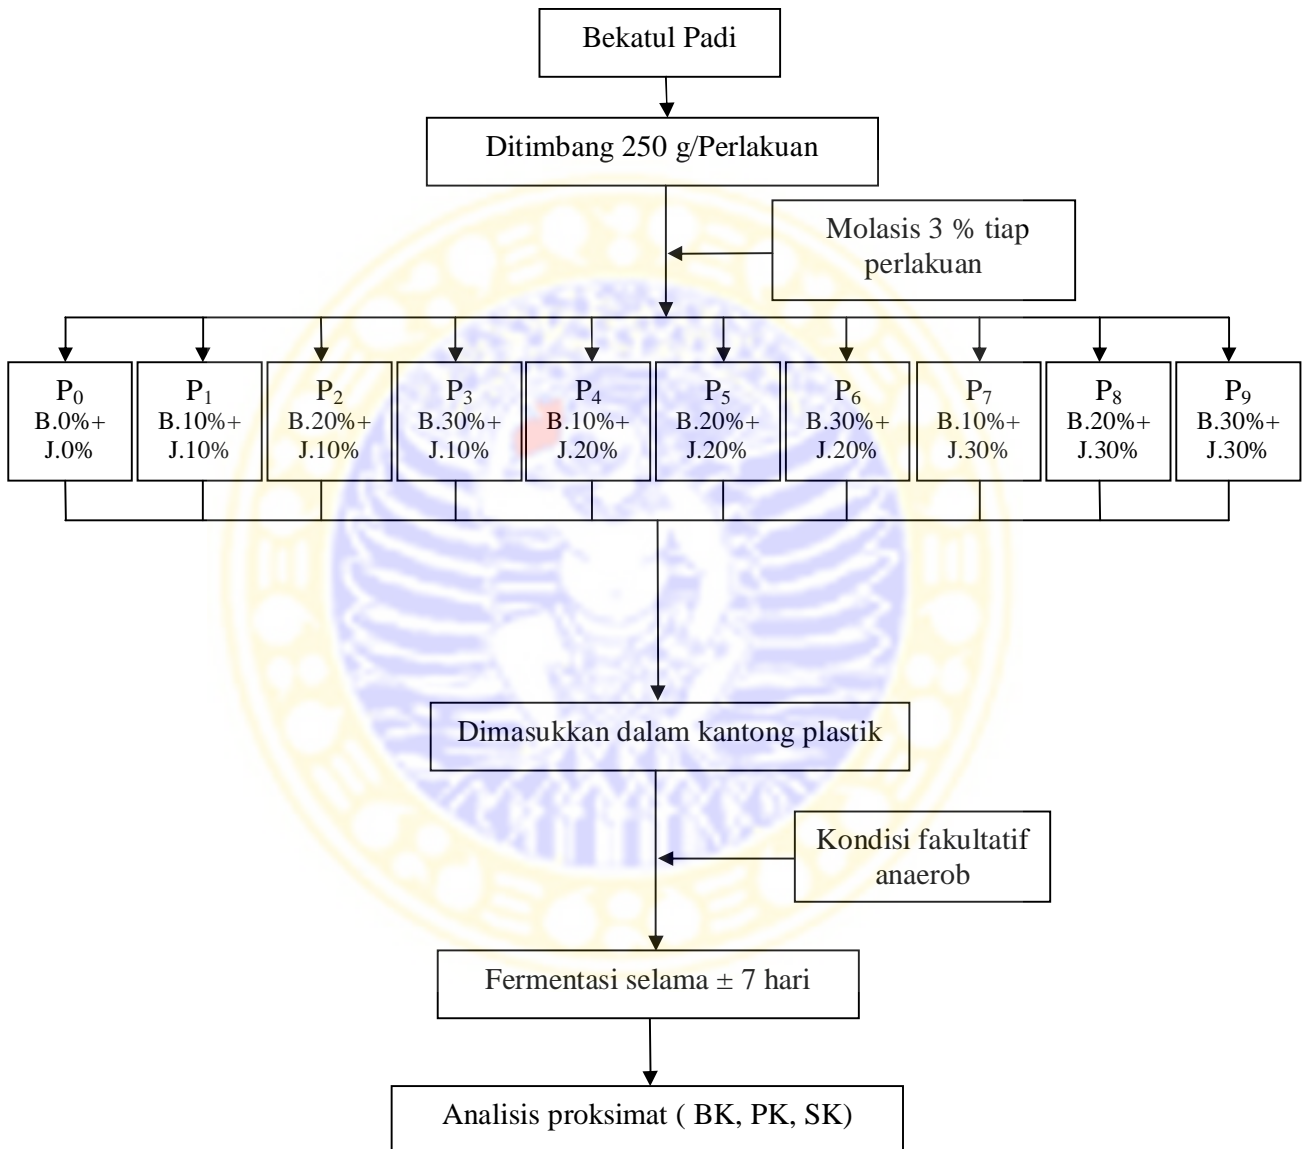 Bekatul Padi
Ditimbang 250 g/Perlakuan
Molasis 3 % tiap
perlakuan
P₀
B.0%+
J.0%
P₁
B.10%+
J.10%
P₂
B.20%+
J.10%
P₃
B.30%+
J.10%
P₄
B.10%+
J.20%
P₅
B.20%+
J.20%
P₆
B.30%+
J.20%
P₇
B.10%+
J.30%
P₈
B.20%+
J.30%
P₉
B.30%+
J.30%
Dimasukkan dalam kantong plastik
Kondisi fakultatif
anaerob
Fermentasi selama ± 7 hari
Analisis proksimat ( BK, PK, SK)